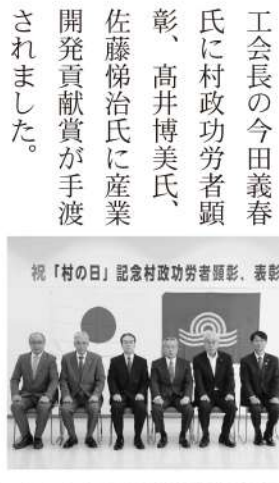 工会長の今田義春
氏に村政功労者顕
彰、髙井博美氏、
佐藤悌治氏に産業
開発貢献賞が手渡
されました。
祝「村の日」記念村政功労者顕彰、表彰